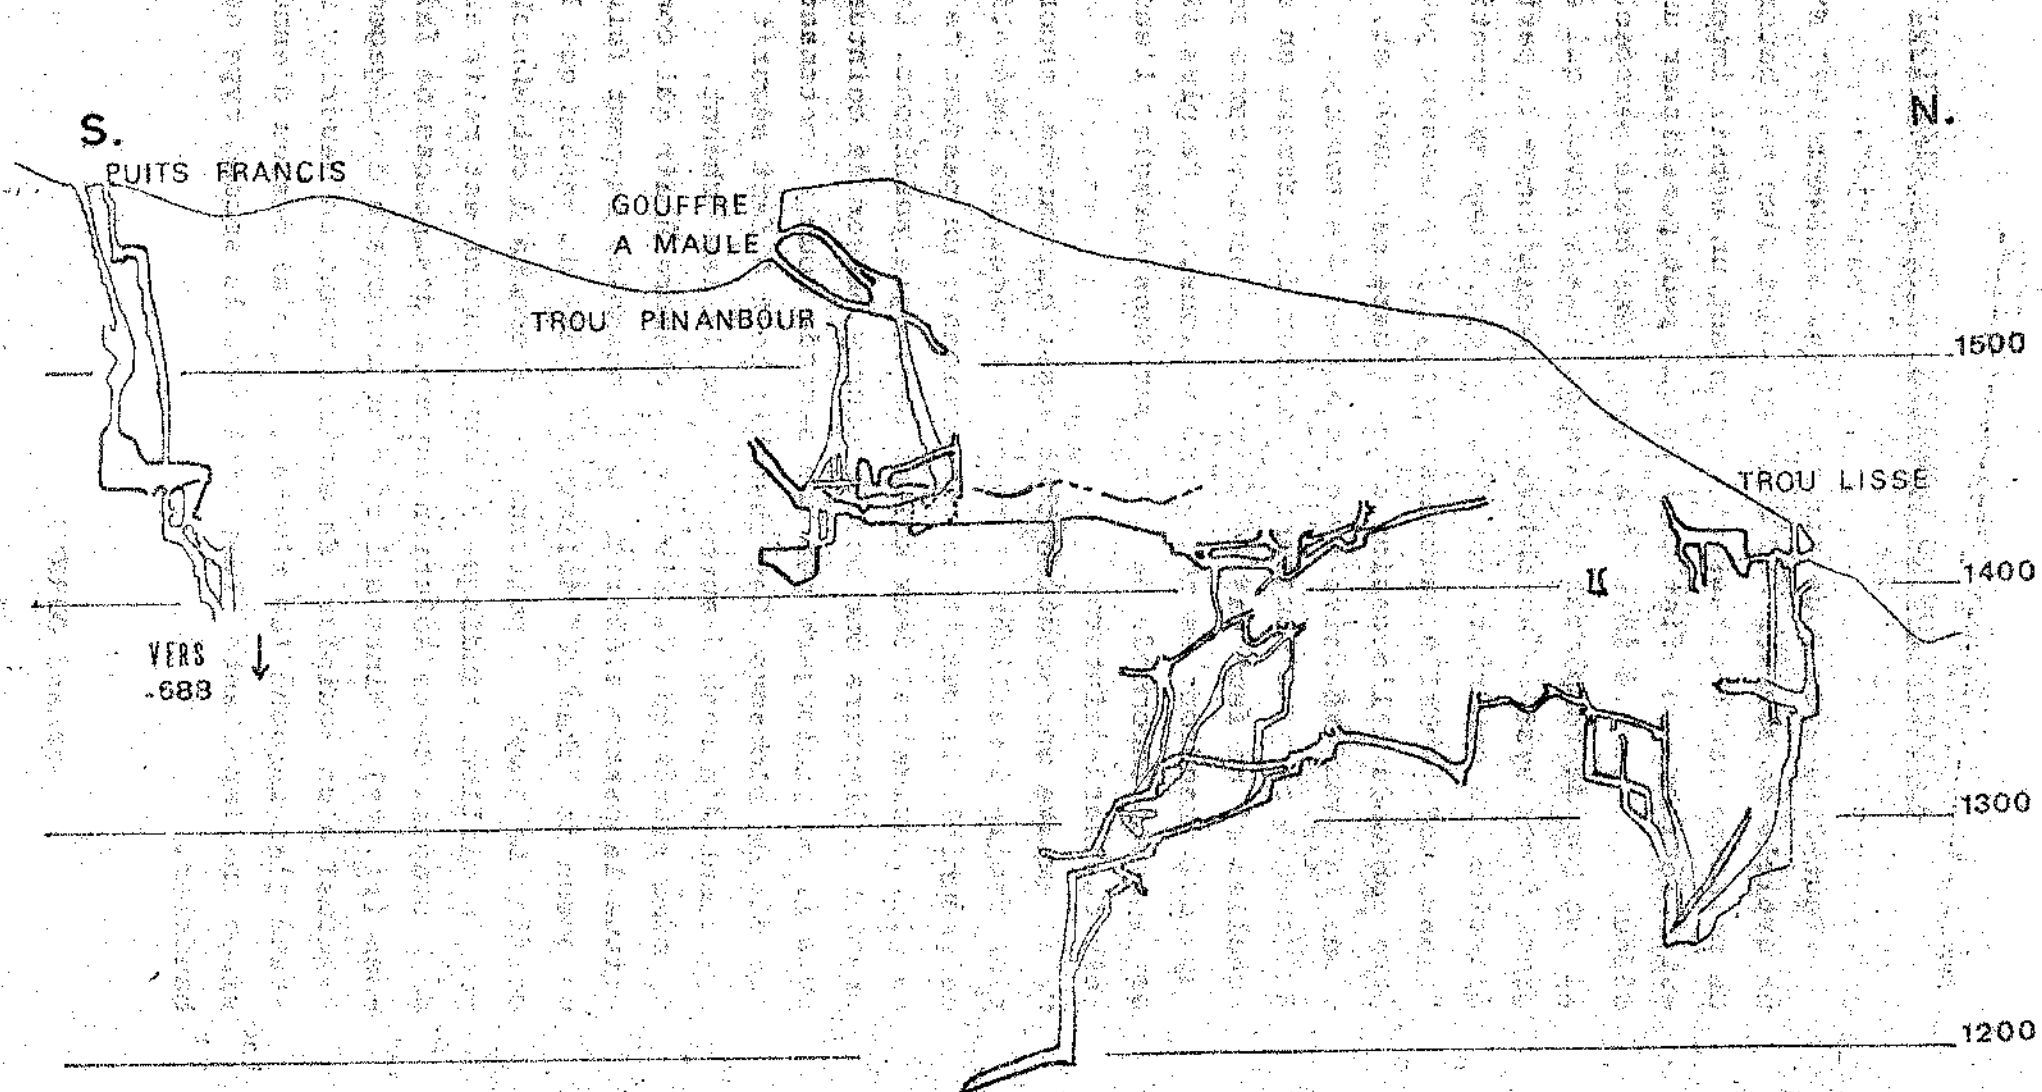 S.
N.
PUITS FRANCIS
GOUFFRE
A MAULE
TROU PINANBOUR
1500
TROU LISSE
1400
VERS
-688
1300
1200